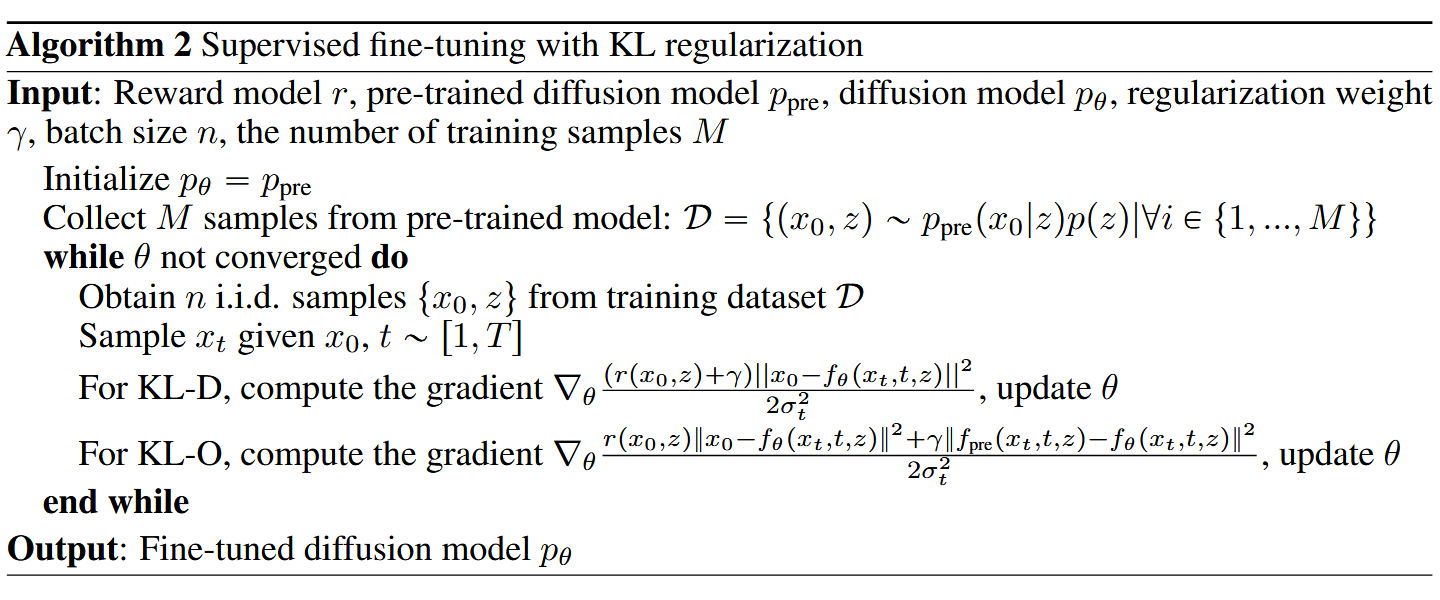 Algorithm 2 Supervised fine-tuning with KL regularization
Input: Reward model $r$, pre-trained diffusion model $p_{\text{pre}}$, diffusion model $p_\theta$, regularization weight
$\gamma$, batch size $n$, the number of training samples $M$
Initialize $p_\theta = p_{\text{pre}}$
Collect $M$ samples from pre-trained model: $\mathcal{D} = \{(x_0, z) \sim p_{\text{pre}}(x_0|z)p(z)|\forall i \in \{1, ..., M\}\}$
while $\theta$ not converged do
Obtain $n$ i.i.d. samples $\{x_0, z\}$ from training dataset $\mathcal{D}$
Sample $x_t$ given $x_0$, $t \sim [1, T]$
For KL-D, compute the gradient $\nabla_\theta \frac{(r(x_0,z)+\gamma)||x_0-f_\theta(x_t,t,z)||^2}{2\sigma_t^2}$, update $\theta$
For KL-O, compute the gradient $\nabla_\theta \frac{r(x_0,z)\|x_0-f_\theta(x_t,t,z)\|^2+\gamma\|f_{\text{pre}}(x_t,t,z)-f_\theta(x_t,t,z)\|^2}{2\sigma_t^2}$, update $\theta$
end while
Output: Fine-tuned diffusion model $p_\theta$